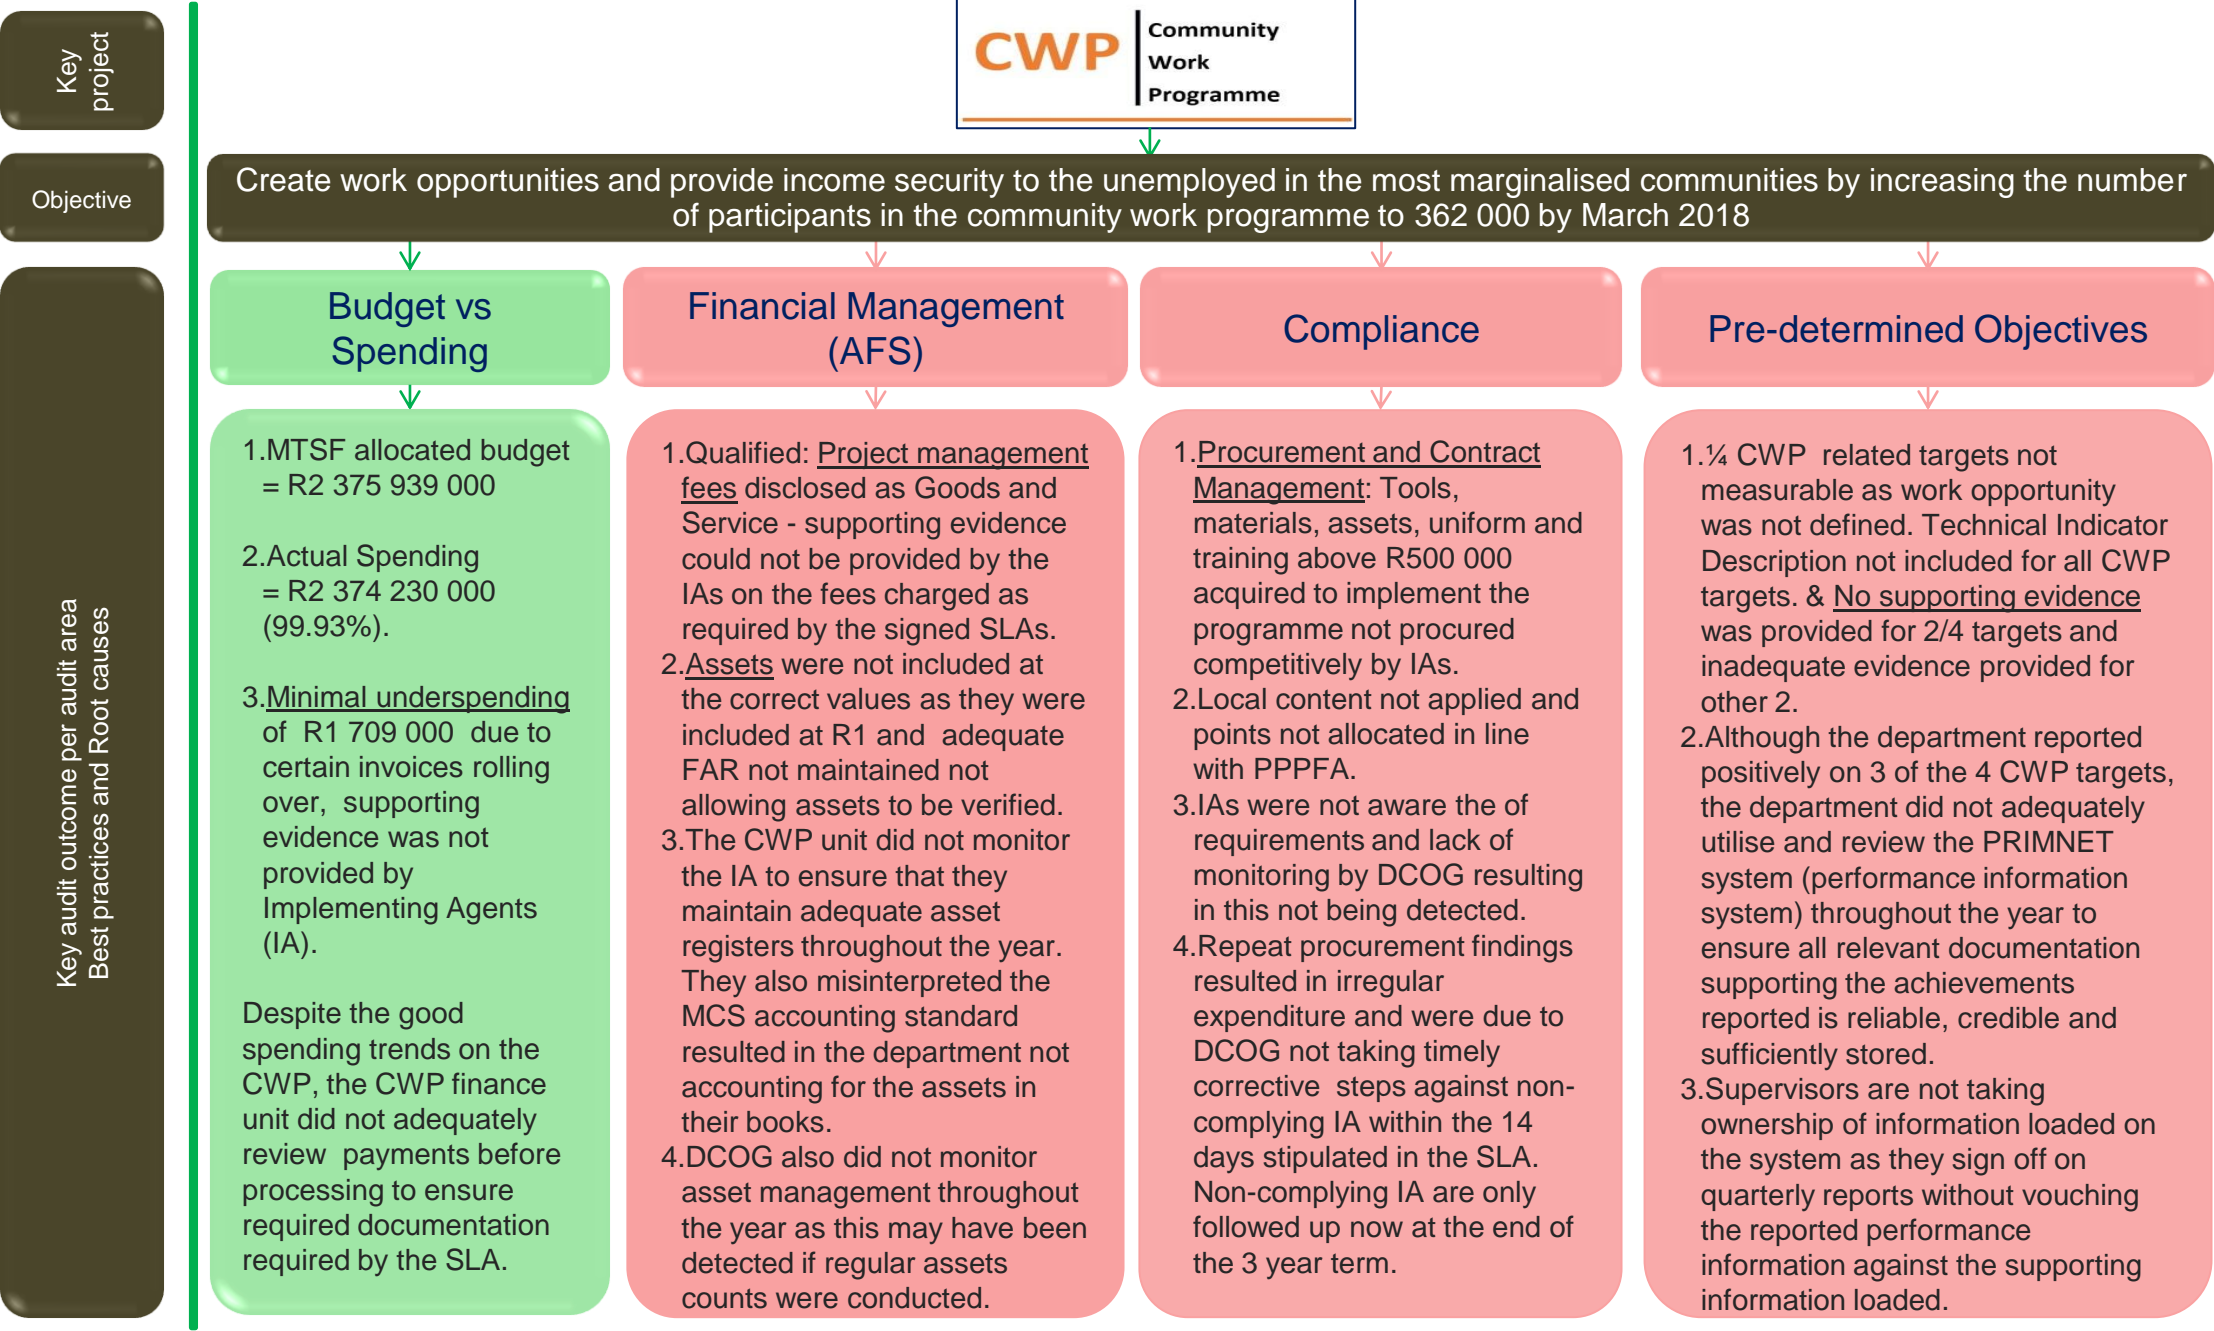 Key
project
CWP
Community
Work
Programme
Objective
Create work opportunities and provide income security to the unemployed in the most marginalised communities by increasing the number
of participants in the community work programme to 362 000 by March 2018
Key audit outcome per audit area
Best practices and Root causes
Budget vs
Spending
1.MTSF allocated budget
= R2 375 939 000
2.Actual Spending
= R2 374 230 000
(99.93%).
3.Minimal underspending
of R1 709 000 due to
certain invoices rolling
over, supporting
evidence was not
provided by
Implementing Agents
(IA).
Despite the good
spending trends on the
CWP, the CWP finance
unit did not adequately
review payments before
processing to ensure
required documentation
required by the SLA.
Financial Management
(AFS)
1.Qualified: Project management
fees disclosed as Goods and
Service - supporting evidence
could not be provided by the
IAs on the fees charged as
required by the signed SLAs.
2.Assets were not included at
the correct values as they were
included at R1 and adequate
FAR not maintained not
allowing assets to be verified.
3.The CWP unit did not monitor
the IA to ensure that they
maintain adequate asset
registers throughout the year.
They also misinterpreted the
MCS accounting standard
resulted in the department not
accounting for the assets in
their books.
4.DCOG also did not monitor
asset management throughout
the year as this may have been
detected if regular assets
counts were conducted.
Compliance
1.Procurement and Contract
Management: Tools,
materials, assets, uniform and
training above R500 000
acquired to implement the
programme not procured
competitively by IAs.
2.Local content not applied and
points not allocated in line
with PPPFA.
3.IAs were not aware the of
requirements and lack of
monitoring by DCOG resulting
in this not being detected.
4.Repeat procurement findings
resulted in irregular
expenditure and were due to
DCOG not taking timely
corrective steps against non-
complying IA within the 14
days stipulated in the SLA.
Non-complying IA are only
followed up now at the end of
the 3 year term.
Pre-determined Objectives
1.¼ CWP related targets not
measurable as work opportunity
was not defined. Technical Indicator
Description not included for all CWP
targets. & No supporting evidence
was provided for 2/4 targets and
inadequate evidence provided for
other 2.
2.Although the department reported
positively on 3 of the 4 CWP targets,
the department did not adequately
utilise and review the PRIMNET
system (performance information
system) throughout the year to
ensure all relevant documentation
supporting the achievements
reported is reliable, credible and
sufficiently stored.
3.Supervisors are not taking
ownership of information loaded on
the system as they sign off on
quarterly reports without vouching
the reported performance
information against the supporting
information loaded.